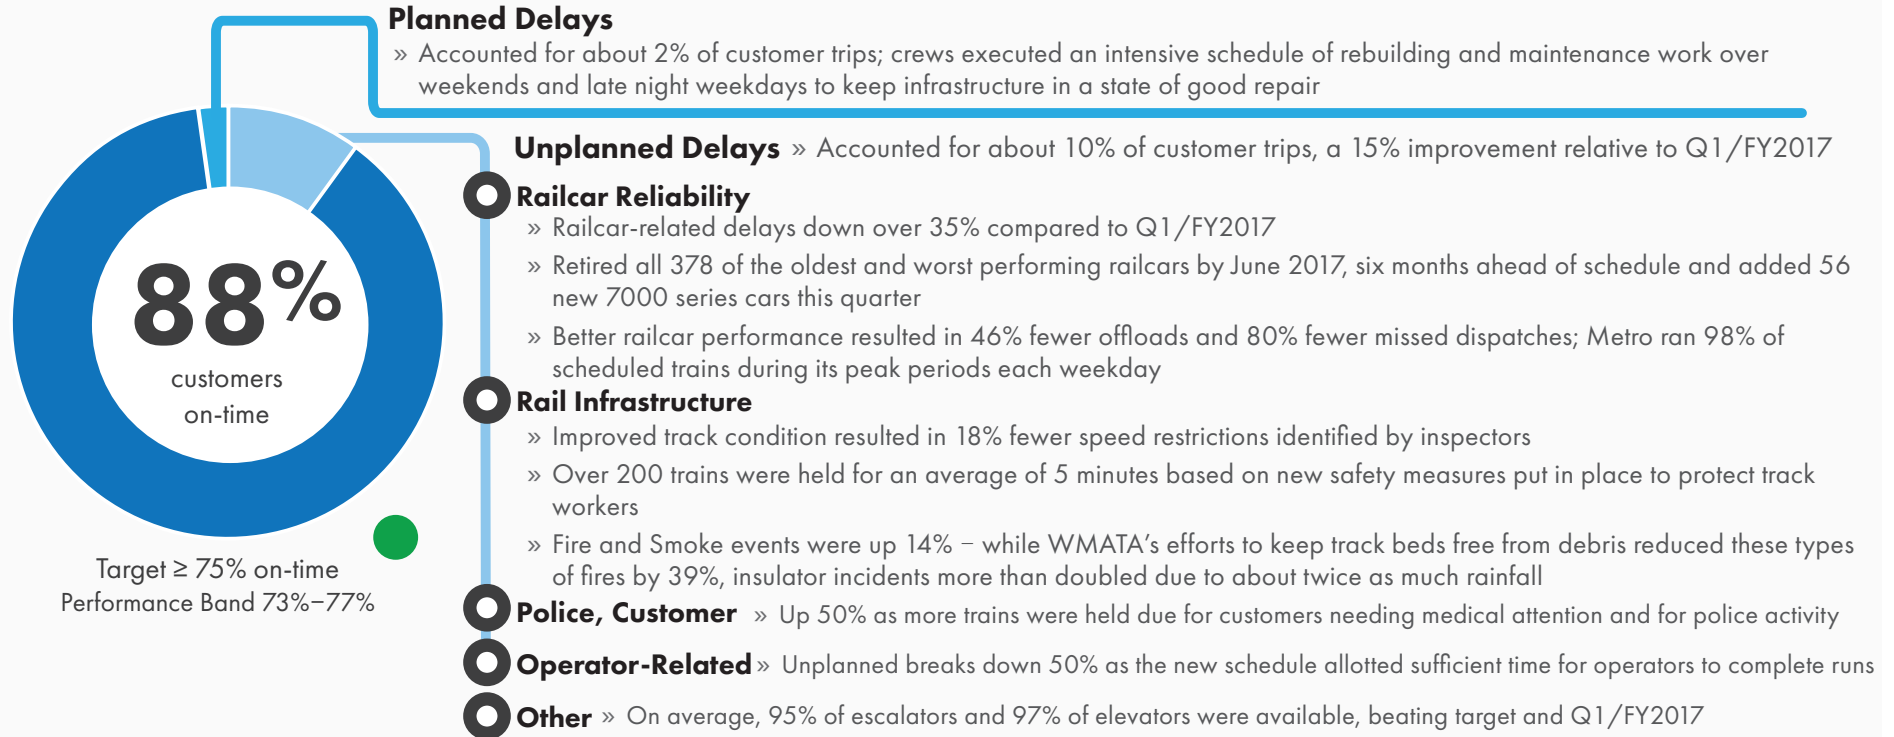 Planned Delays
» Accounted for about 2% of customer trips; crews executed an intensive schedule of rebuilding and maintenance work over
weekends and late night weekdays to keep infrastructure in a state of good repair
Unplanned Delays » Accounted for about 10% of customer trips, a 15% improvement relative to Q1/FY2017
Railcar Reliability
» Railcar-related delays down over 35% compared to Q1/FY2017
» Retired all 378 of the oldest and worst performing railcars by June 2017, six months ahead of schedule and added 56
new 7000 series cars this quarter
» Better railcar performance resulted in 46% fewer offloads and 80% fewer missed dispatches; Metro ran 98% of
scheduled trains during its peak periods each weekday
Rail Infrastructure
» Improved track condition resulted in 18% fewer speed restrictions identified by inspectors
» Over 200 trains were held for an average of 5 minutes based on new safety measures put in place to protect track
workers
» Fire and Smoke events were up 14% – while WMATA's efforts to keep track beds free from debris reduced these types
of fires by 39%, insulator incidents more than doubled due to about twice as much rainfall
Police, Customer » Up 50% as more trains were held due for customers needing medical attention and for police activity
Operator-Related » Unplanned breaks down 50% as the new schedule allotted sufficient time for operators to complete runs
Other » On average, 95% of escalators and 97% of elevators were available, beating target and Q1/FY2017
88%
customers
on-time
Target ≥ 75% on-time
Performance Band 73%–77%